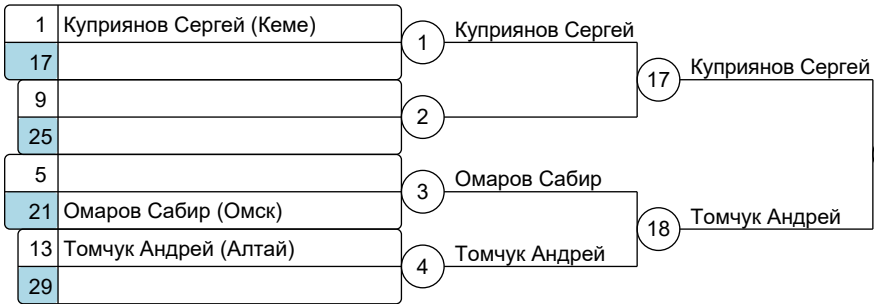 1 Куприянов Сергей (Кеме)
17
9
25
5
21 Омаров Сабир (Омск)
13 Томчук Андрей (Алтай)
29
1
2
3
4
Куприянов Сергей
Омаров Сабир
Томчук Андрей
17
18
Куприянов Сергей
Томчук Андрей